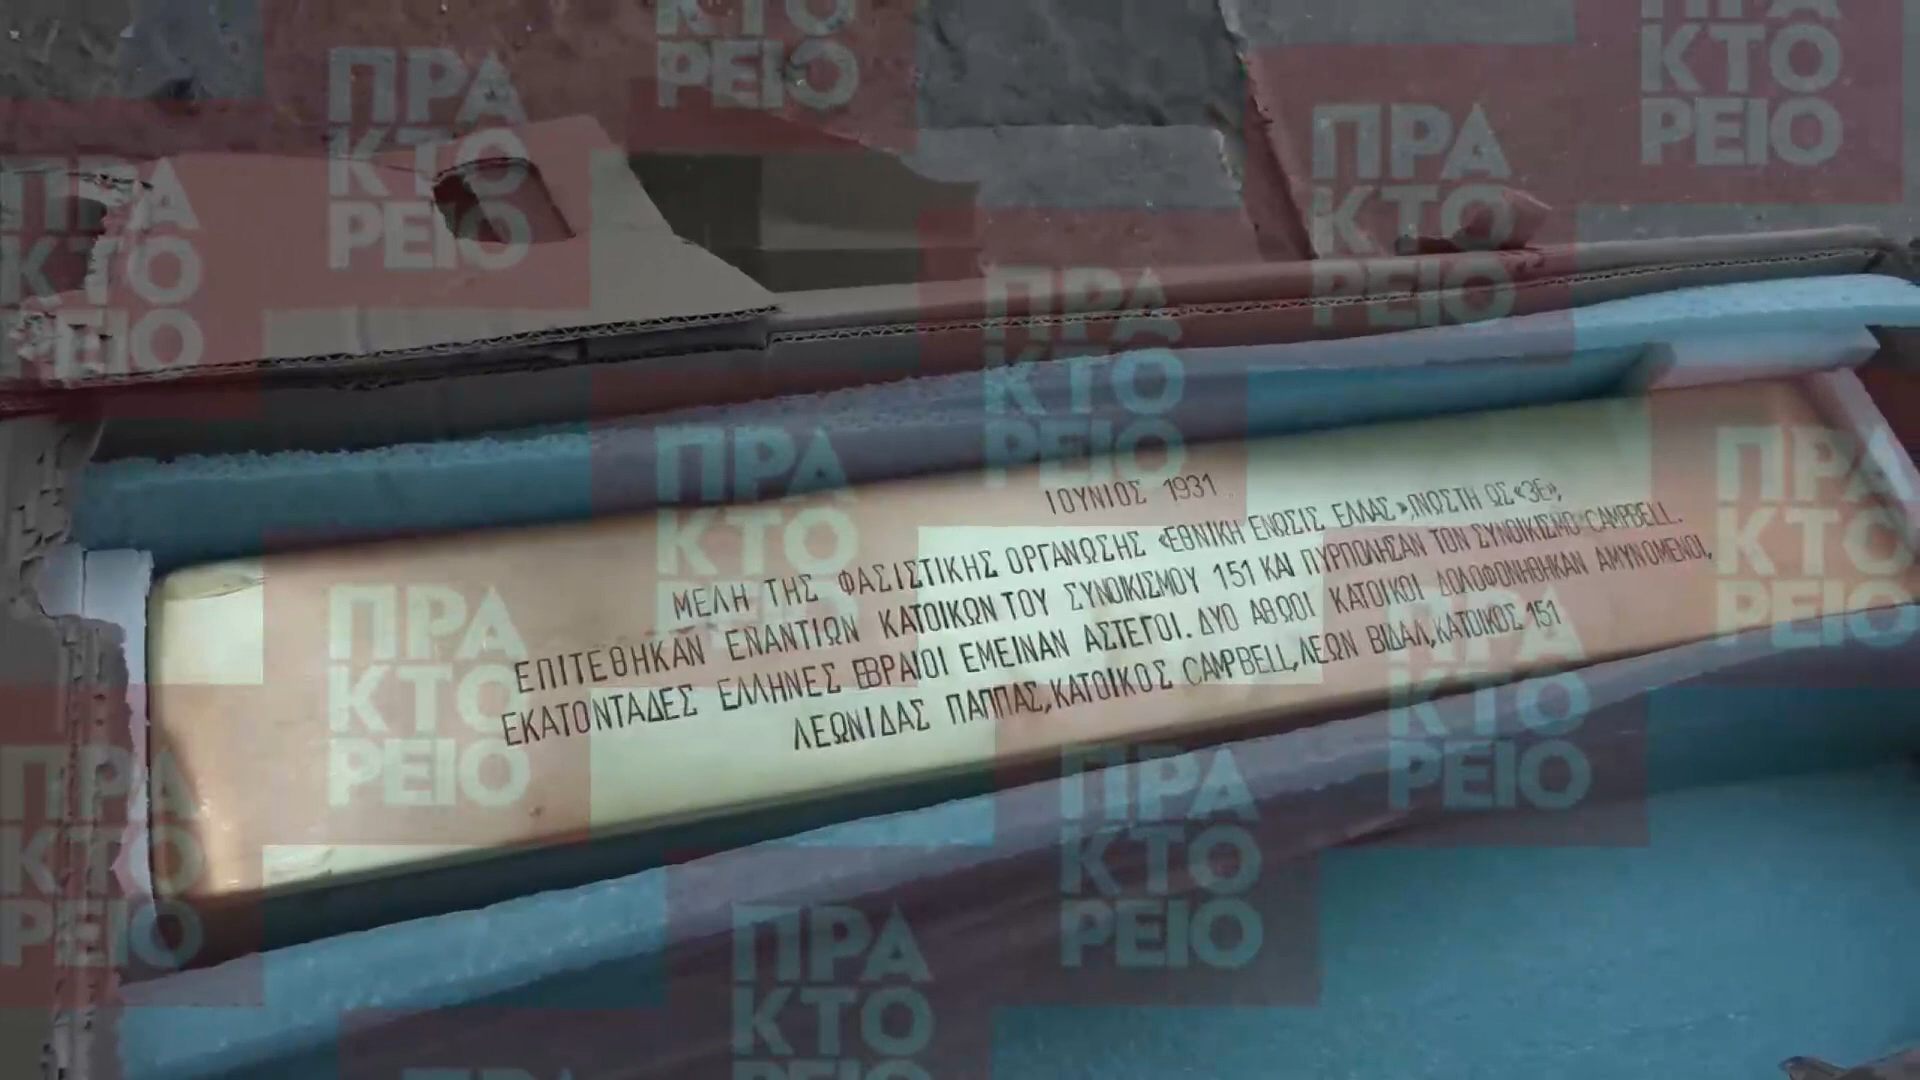 ΙΟΥΝΙΟΣ 1931
ΜΕΛΗ ΤΗΣ ΦΑΣΙΣΤΙΚΗΣ ΟΡΓΑΝΩΣΗΣ «ΕΘΝΙΚΗ ΕΝΩΣΙΣ ΕΛΛΑΣ», ΓΝΩΣΤΗ ΩΣ «3Ε»,
ΕΠΙΤΕΘΗΚΑΝ ΕΝΑΝΤΙΩΝ ΚΑΤΟΙΚΩΝ ΤΟΥ ΣΥΝΟΙΚΙΣΜΟΥ 151 ΚΑΙ ΠΥΡΠΟΛΗΣΑΝ ΤΟΝ ΣΥΝΟΙΚΙΣΜΟ CAMPBELL.
ΕΚΑΤΟΝΤΑΔΕΣ ΕΛΛΗΝΕΣ ΕΒΡΑΙΟΙ ΕΜΕΙΝΑΝ ΑΣΤΕΓΟΙ. ΔΥΟ ΑΘΩΟΙ ΚΑΤΟΙΚΟΙ ΔΟΛΟΦΟΝΗΘΗΚΑΝ ΑΜΥΝΟΜΕΝΟΙ,
ΛΕΩΝΙΔΑΣ ΠΑΠΠΑΣ, ΚΑΤΟΙΚΟΣ CAMPBELL, ΛΕΩΝ ΒΙΔΑΛ, ΚΑΤΟΙΚΟΣ 151
ΠΡΑ
ΚΤΟ
ΡΕΙΟ